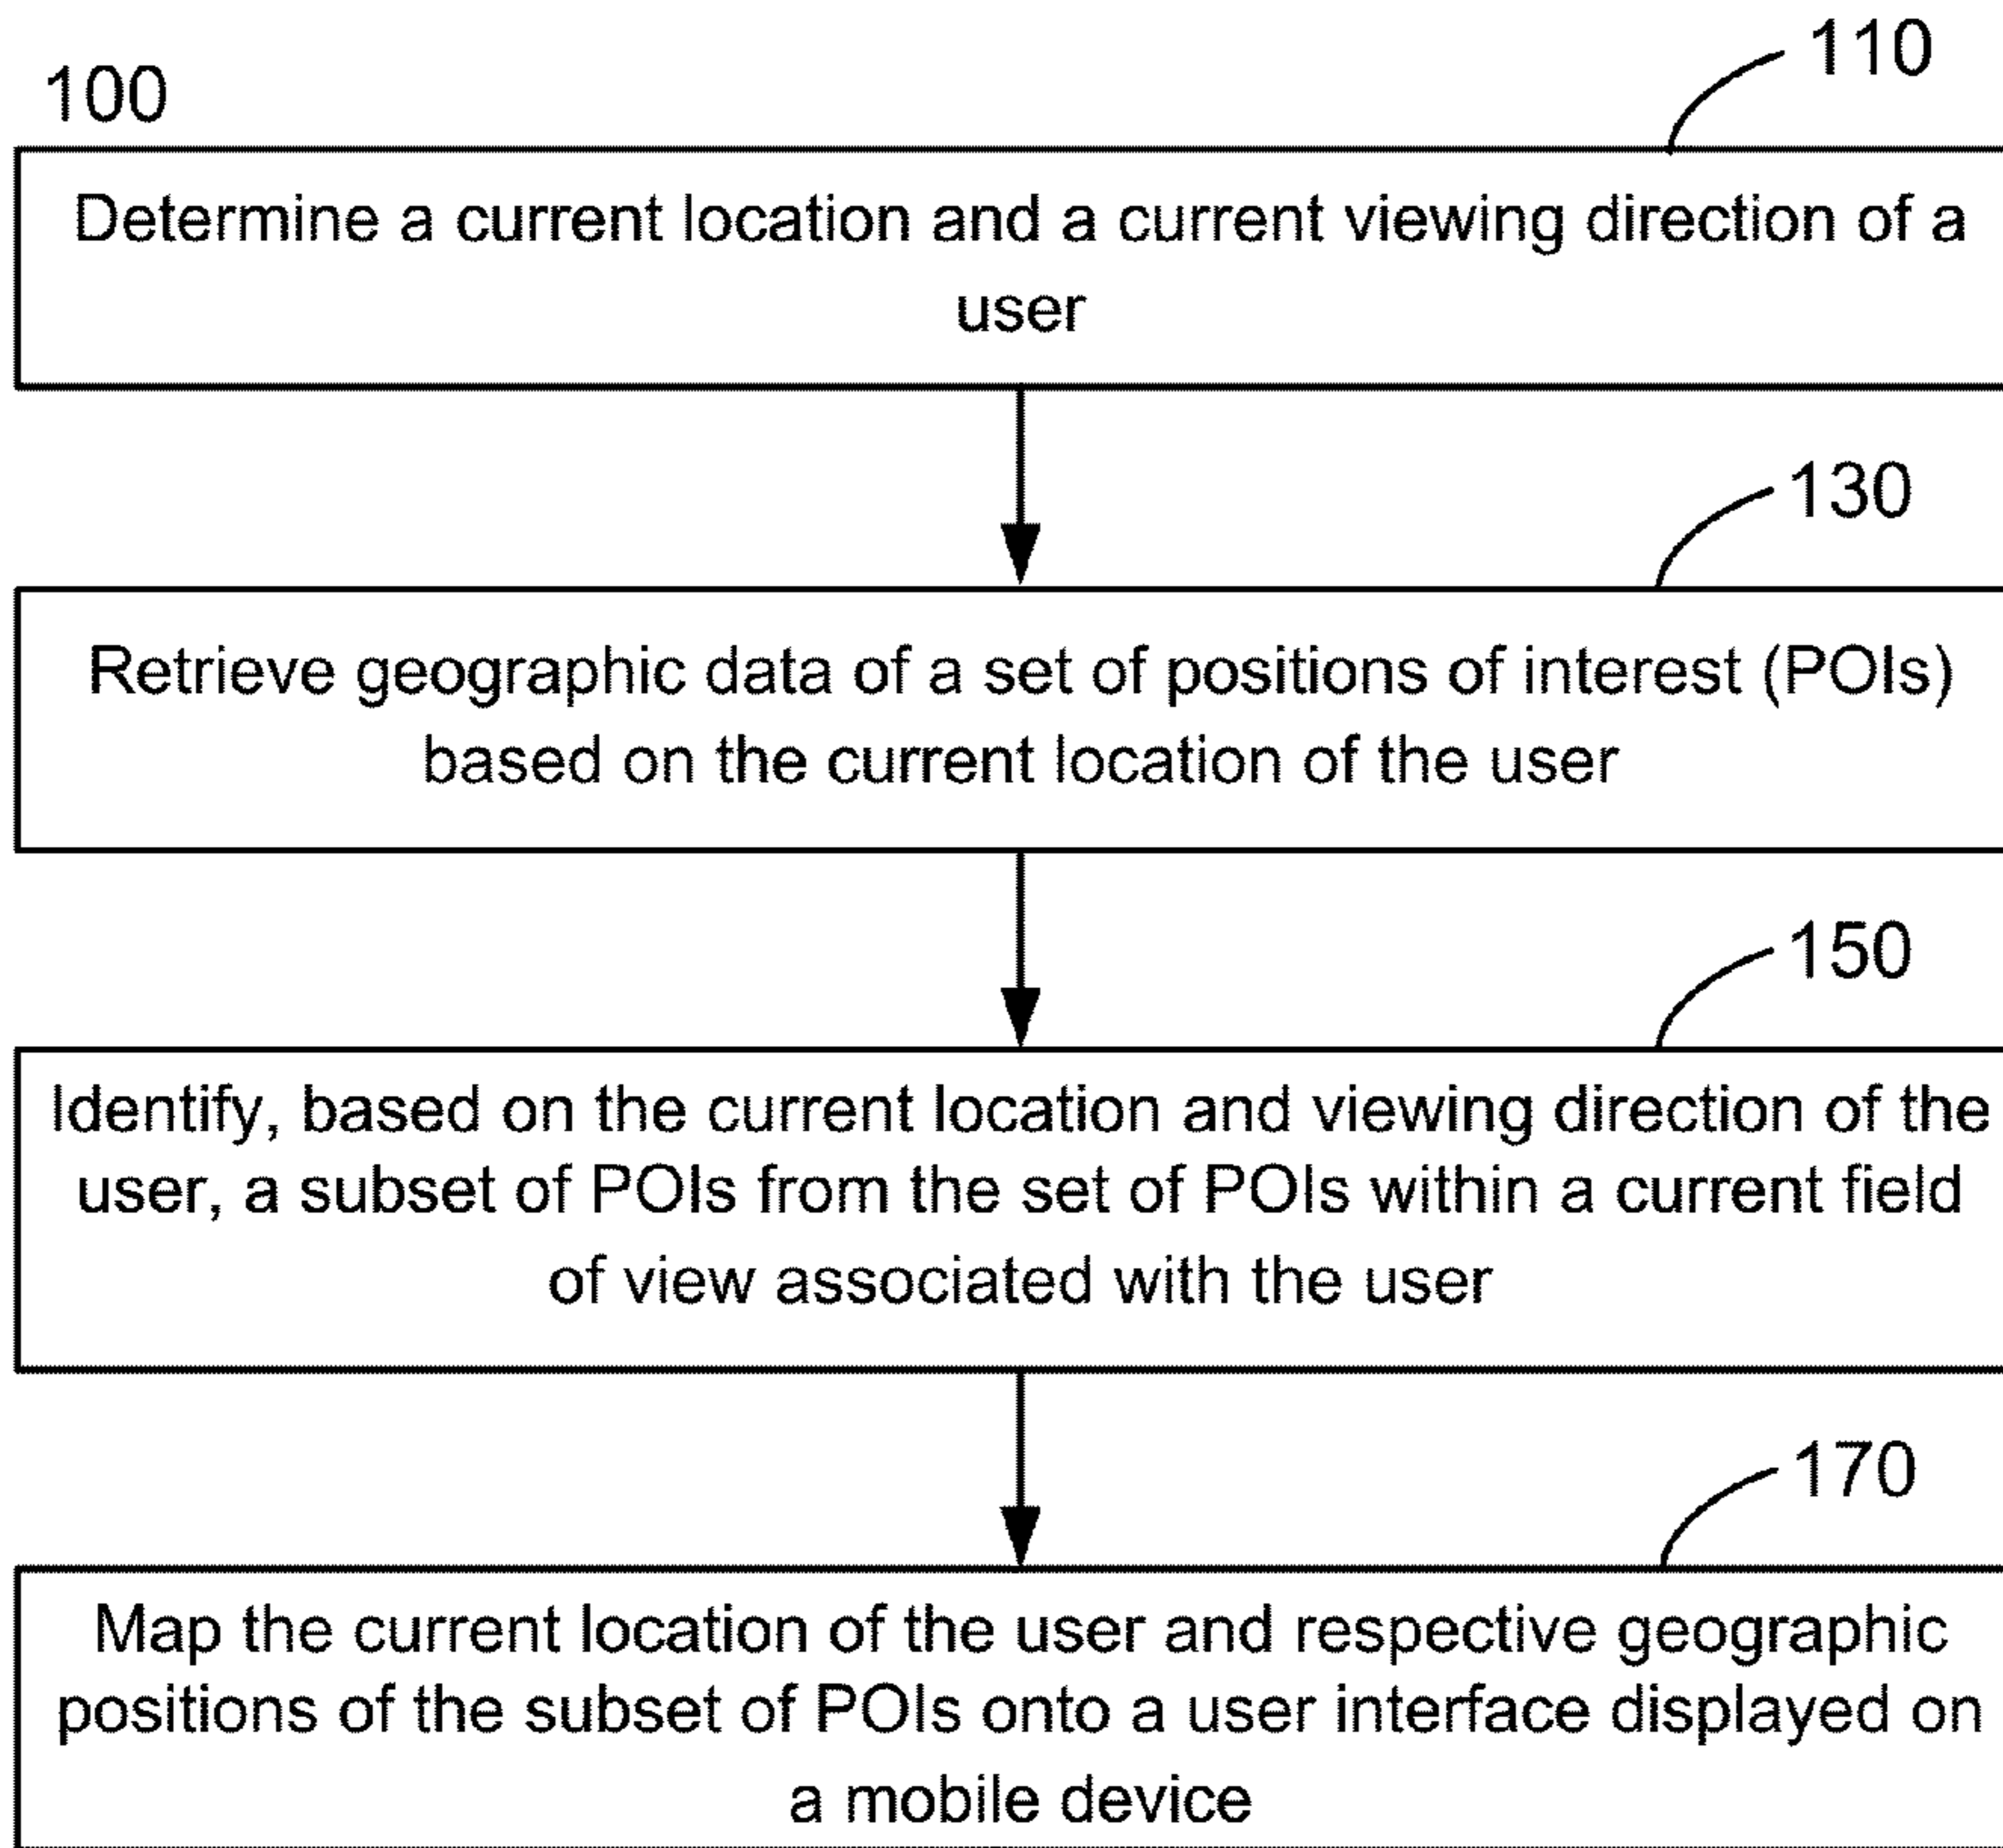 110
100
Determine a current location and a current viewing direction of a
user
130
Retrieve geographic data of a set of positions of interest (POIs)
based on the current location of the user
150
Identify, based on the current location and viewing direction of the
user, a subset of POIs from the set of POIs within a current field
of view associated with the user
170
Map the current location of the user and respective geographic
positions of the subset of POIs onto a user interface displayed on
a mobile device